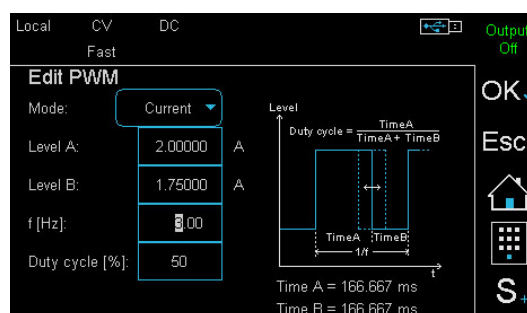 Local CV DC
Fast
Output
Off
Edit PWM
Mode: Current
Level A: 2.00000 A
Level B: 1.75000 A
f [Hz]: 3.00
Duty cycle [%]: 50
Level
Duty cycle = TimeA
TimeA + TimeB
TimeA TimeB
1/f
t
Time A = 166.667 ms
Time B = 166.667 ms
OK
Esc
S+